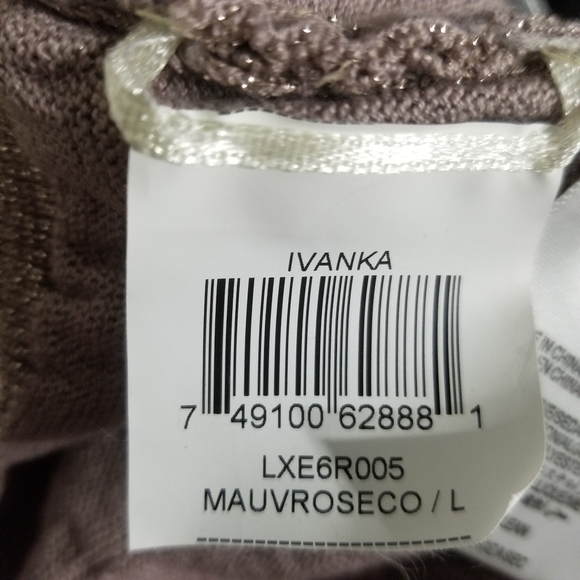 IVANKA
7 49100 62888 1
LXE6R005
MAUVROSECO / L